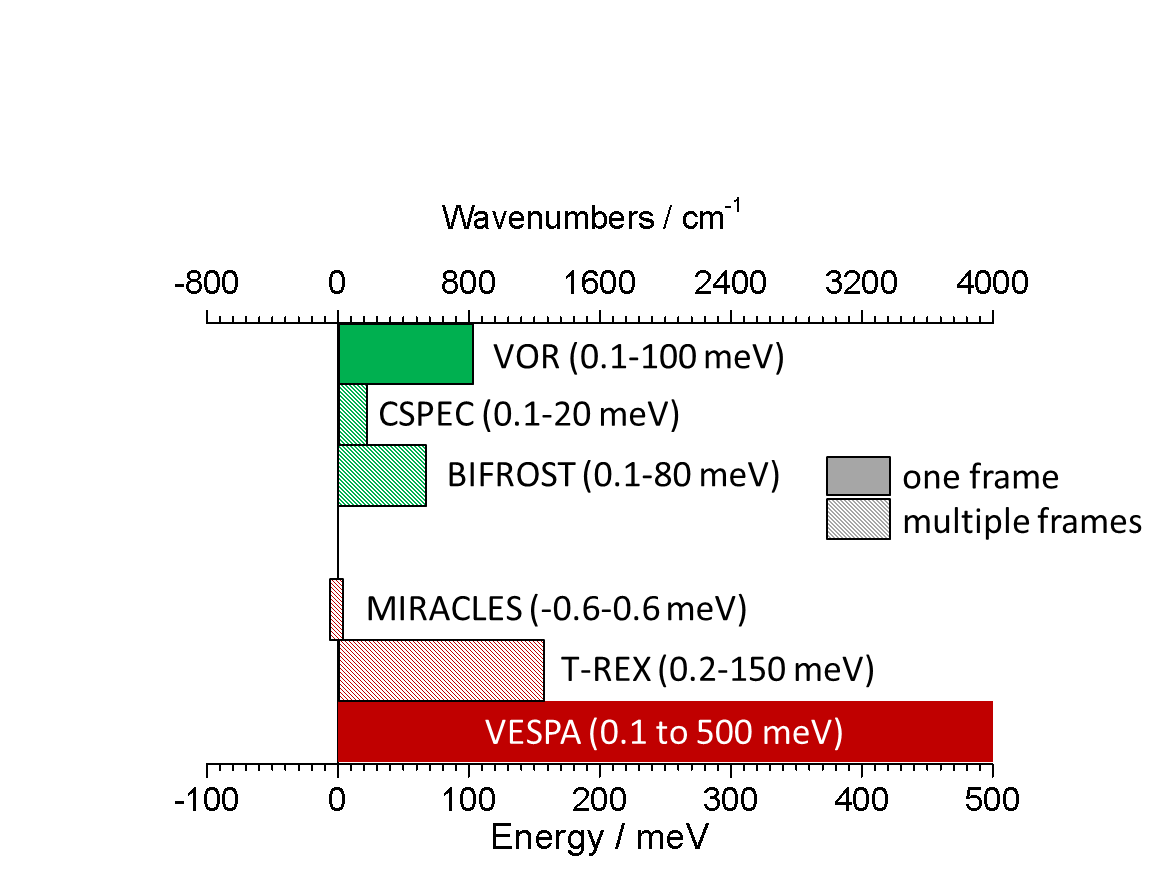 Wavenumbers / cm-1
-800 0 800 1600 2400 3200 4000
VOR (0.1-100 meV)
CSPEC (0.1-20 meV)
BIFROST (0.1-80 meV)
one frame
multiple frames
MIRACLES (-0.6-0.6 meV)
T-REX (0.2-150 meV)
VESPA (0.1 to 500 meV)
-100 0 100 200 300 400 500
Energy / meV